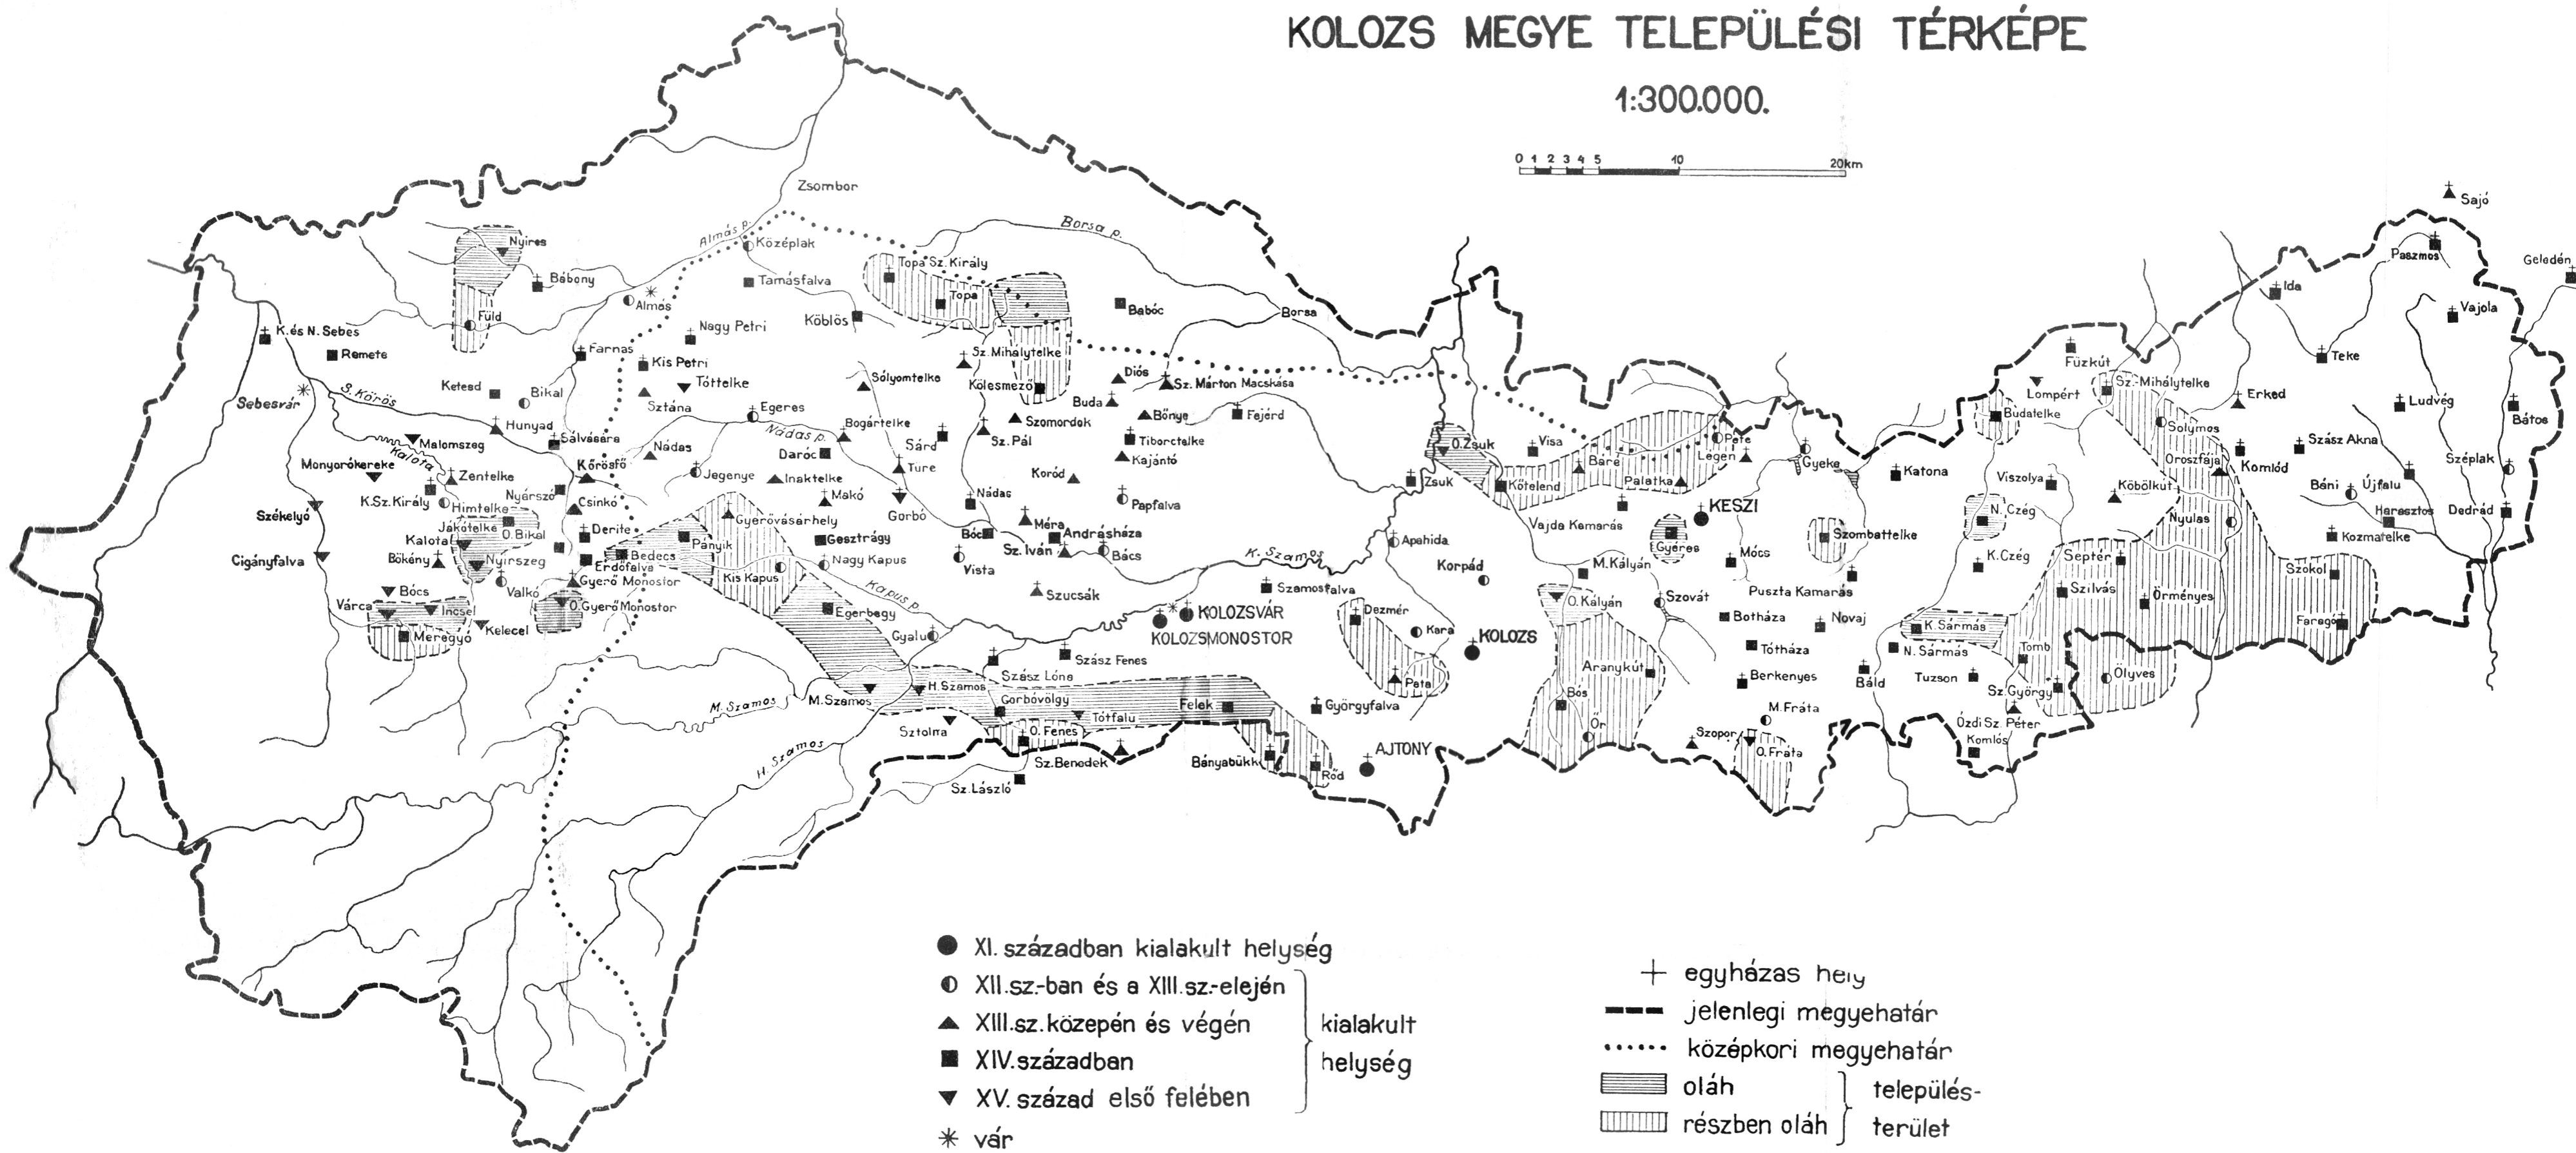 KOLOZS MEGYE TELEPÜLÉSI TÉRKÉPE
1:300.000.
0 1 2 3 4 5 10 20km
Zsombor
Sajó
Almás p.
Borsa p.
Középlak
Paszmos
Geledén
Nyires
Bábony
Tamásfalva
Topa Sz. Király
Topa
Ida
Almás
Füld
Köblös
Babóc
Borsa
Vajola
K. és N. Sebes
Remete
Nagy Petri
Farnas
Kis Petri
Sz. Mihálytelke
Füzkút
Teke
Ketesd
Bikal
Tóttelke
Sólyomtelke
Kölesmező
Diós
Sz. Márton Macskása
Lompért
Sz.-Mihálytelke
Erked
Sebesvár
S. Körös
Sztána
Egeres
Buda
Bőnye
Fejérd
Budatelke
Ludvég
Bátos
Hunyad
Nádas p.
Bogártelke
Szomordok
Solymos
Malomszeg
Sálvására
Nádas
Daróc
Sárd
Sz. Pál
Tiborctelke
O. Zsuk
Visa
Pete
Légen
Gyeke
Szász Akna
Kalota
Monyorókereke
Kőrösfő
Jegenye
Inaktelke
Ture
Kajántó
Báre
Katona
Oroszfája
Komlód
Széplak
Zentelke
Koród
Zsuk
Kötelend
Palatka
Viszolya
Köbölkút
Báni
Újfalu
K.Sz. Király
Nyárszó
Makó
Nádas
Papfalva
Székelyó
Himtelke
Csinkó
Gyerővásárhely
Gorbó
Vajda Kamarás
KESZI
N. Czég
Nyulas
Harasztos
Dedrád
Jákótelke
O. Bikal
Derite
Méra
Andrásháza
Kalota
Pányik
Gesztrágy
Bócs
Gyéres
Szombattelke
Kozmatelke
Cigányfalva
Bökény
Nyirszeg
Bedecs
Erdőfalva
Nagy Kapus
Vista
Sz. Iván
Bács
K. Szamos
Apahida
Mócs
K. Czég
Septér
Szokol
Bócs
Valkó
Gyerő Monostor
Kis Kapus
Kapus p.
Szucsák
Szamosfalva
Korpád
M. Kályán
Puszta Kamarás
Szilvás
Örményes
Várca
Incsel
O. Gyerő Monostor
Egerbegy
KOLOZSVÁR
Dezmér
O. Kályán
Szovát
Meregyó
Kelecel
Gyalu
KOLOZSMONOSTOR
Kara
KOLOZS
Botháza
Novaj
K. Sármás
Faragó
Szász Fenes
Aranykút
Tótháza
N. Sármás
Tomb
Szász Lóna
Pata
Berkenyes
Báld
Tuzson
Ölyves
M. Szamos
M. Szamos
H. Szamos
Gorbóvölgy
Tótfalu
Felek
Györgyfalva
Bós
M. Fráta
Sz. György
Sztolna
O. Fenes
Őr
Szopor
O. Fráta
Ózdi Sz. Péter
Komlós
H. Szamos
Sz. Benedek
Bányabükk
Rőd
AJTONY
Sz. László
XI. században kialakult helység
XII.sz.-ban és a XIII.sz.-elején
XIII.sz. közepén és végén
XIV. században
XV. század első felében
kialakult
helység
vár
egyházas hely
jelenlegi megyehatár
középkori megyehatár
oláh
részben oláh
település-
terület